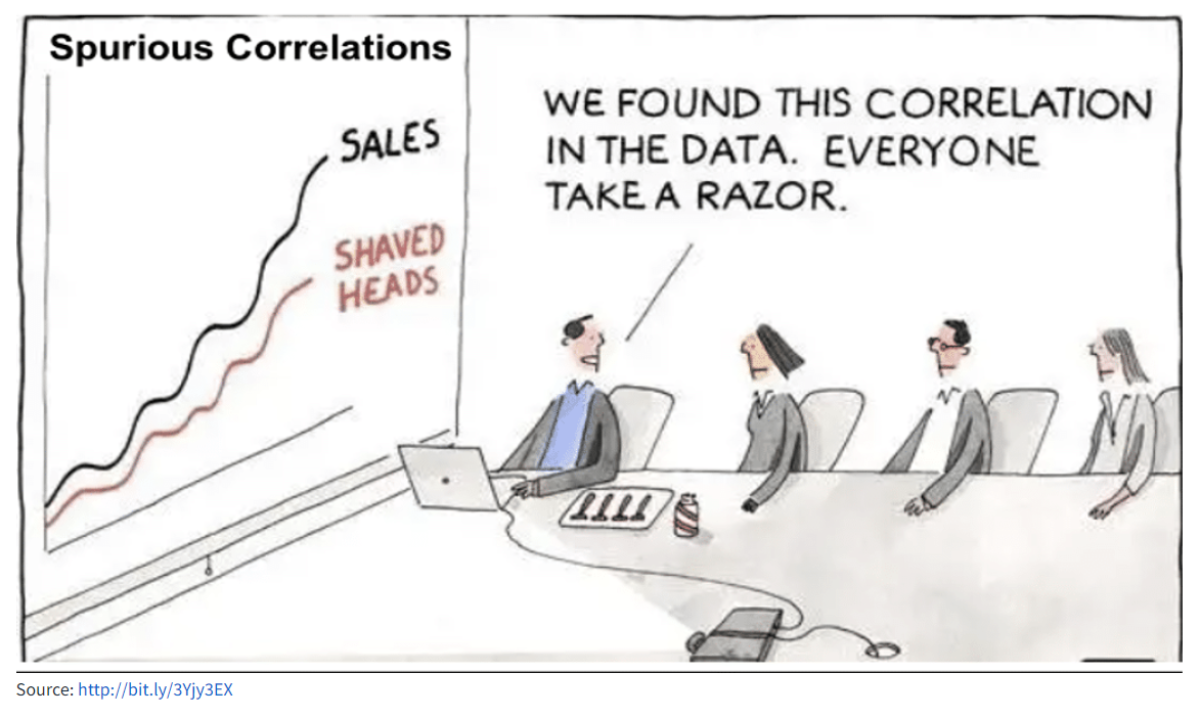 Spurious Correlations
SALES
SHAVED
HEADS
WE FOUND THIS CORRELATION
IN THE DATA. EVERYONE
TAKE A RAZOR.
Source: http://bit.ly/3Yjy3EX